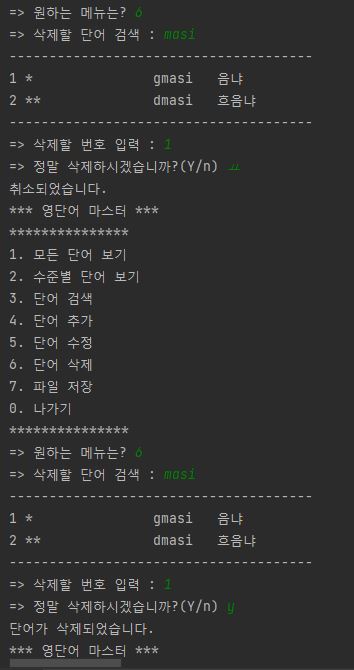 => 원하는 메뉴는? 6
=> 삭제할 단어 검색 : masi
--------------------------------------
1 * gmasi 음냐
2 ** dmasi 흐음냐
--------------------------------------
=> 삭제할 번호 입력 : 1
=> 정말 삭제하시겠습니까?(Y/n) ㅛ
취소되었습니다.
*** 영단어 마스터 ***
***************
1. 모든 단어 보기
2. 수준별 단어 보기
3. 단어 검색
4. 단어 추가
5. 단어 수정
6. 단어 삭제
7. 파일 저장
0. 나가기
***************
=> 원하는 메뉴는? 6
=> 삭제할 단어 검색 : masi
--------------------------------------
1 * gmasi 음냐
2 ** dmasi 흐음냐
--------------------------------------
=> 삭제할 번호 입력 : 1
=> 정말 삭제하시겠습니까?(Y/n) y
단어가 삭제되었습니다.
*** 영단어 마스터 ***